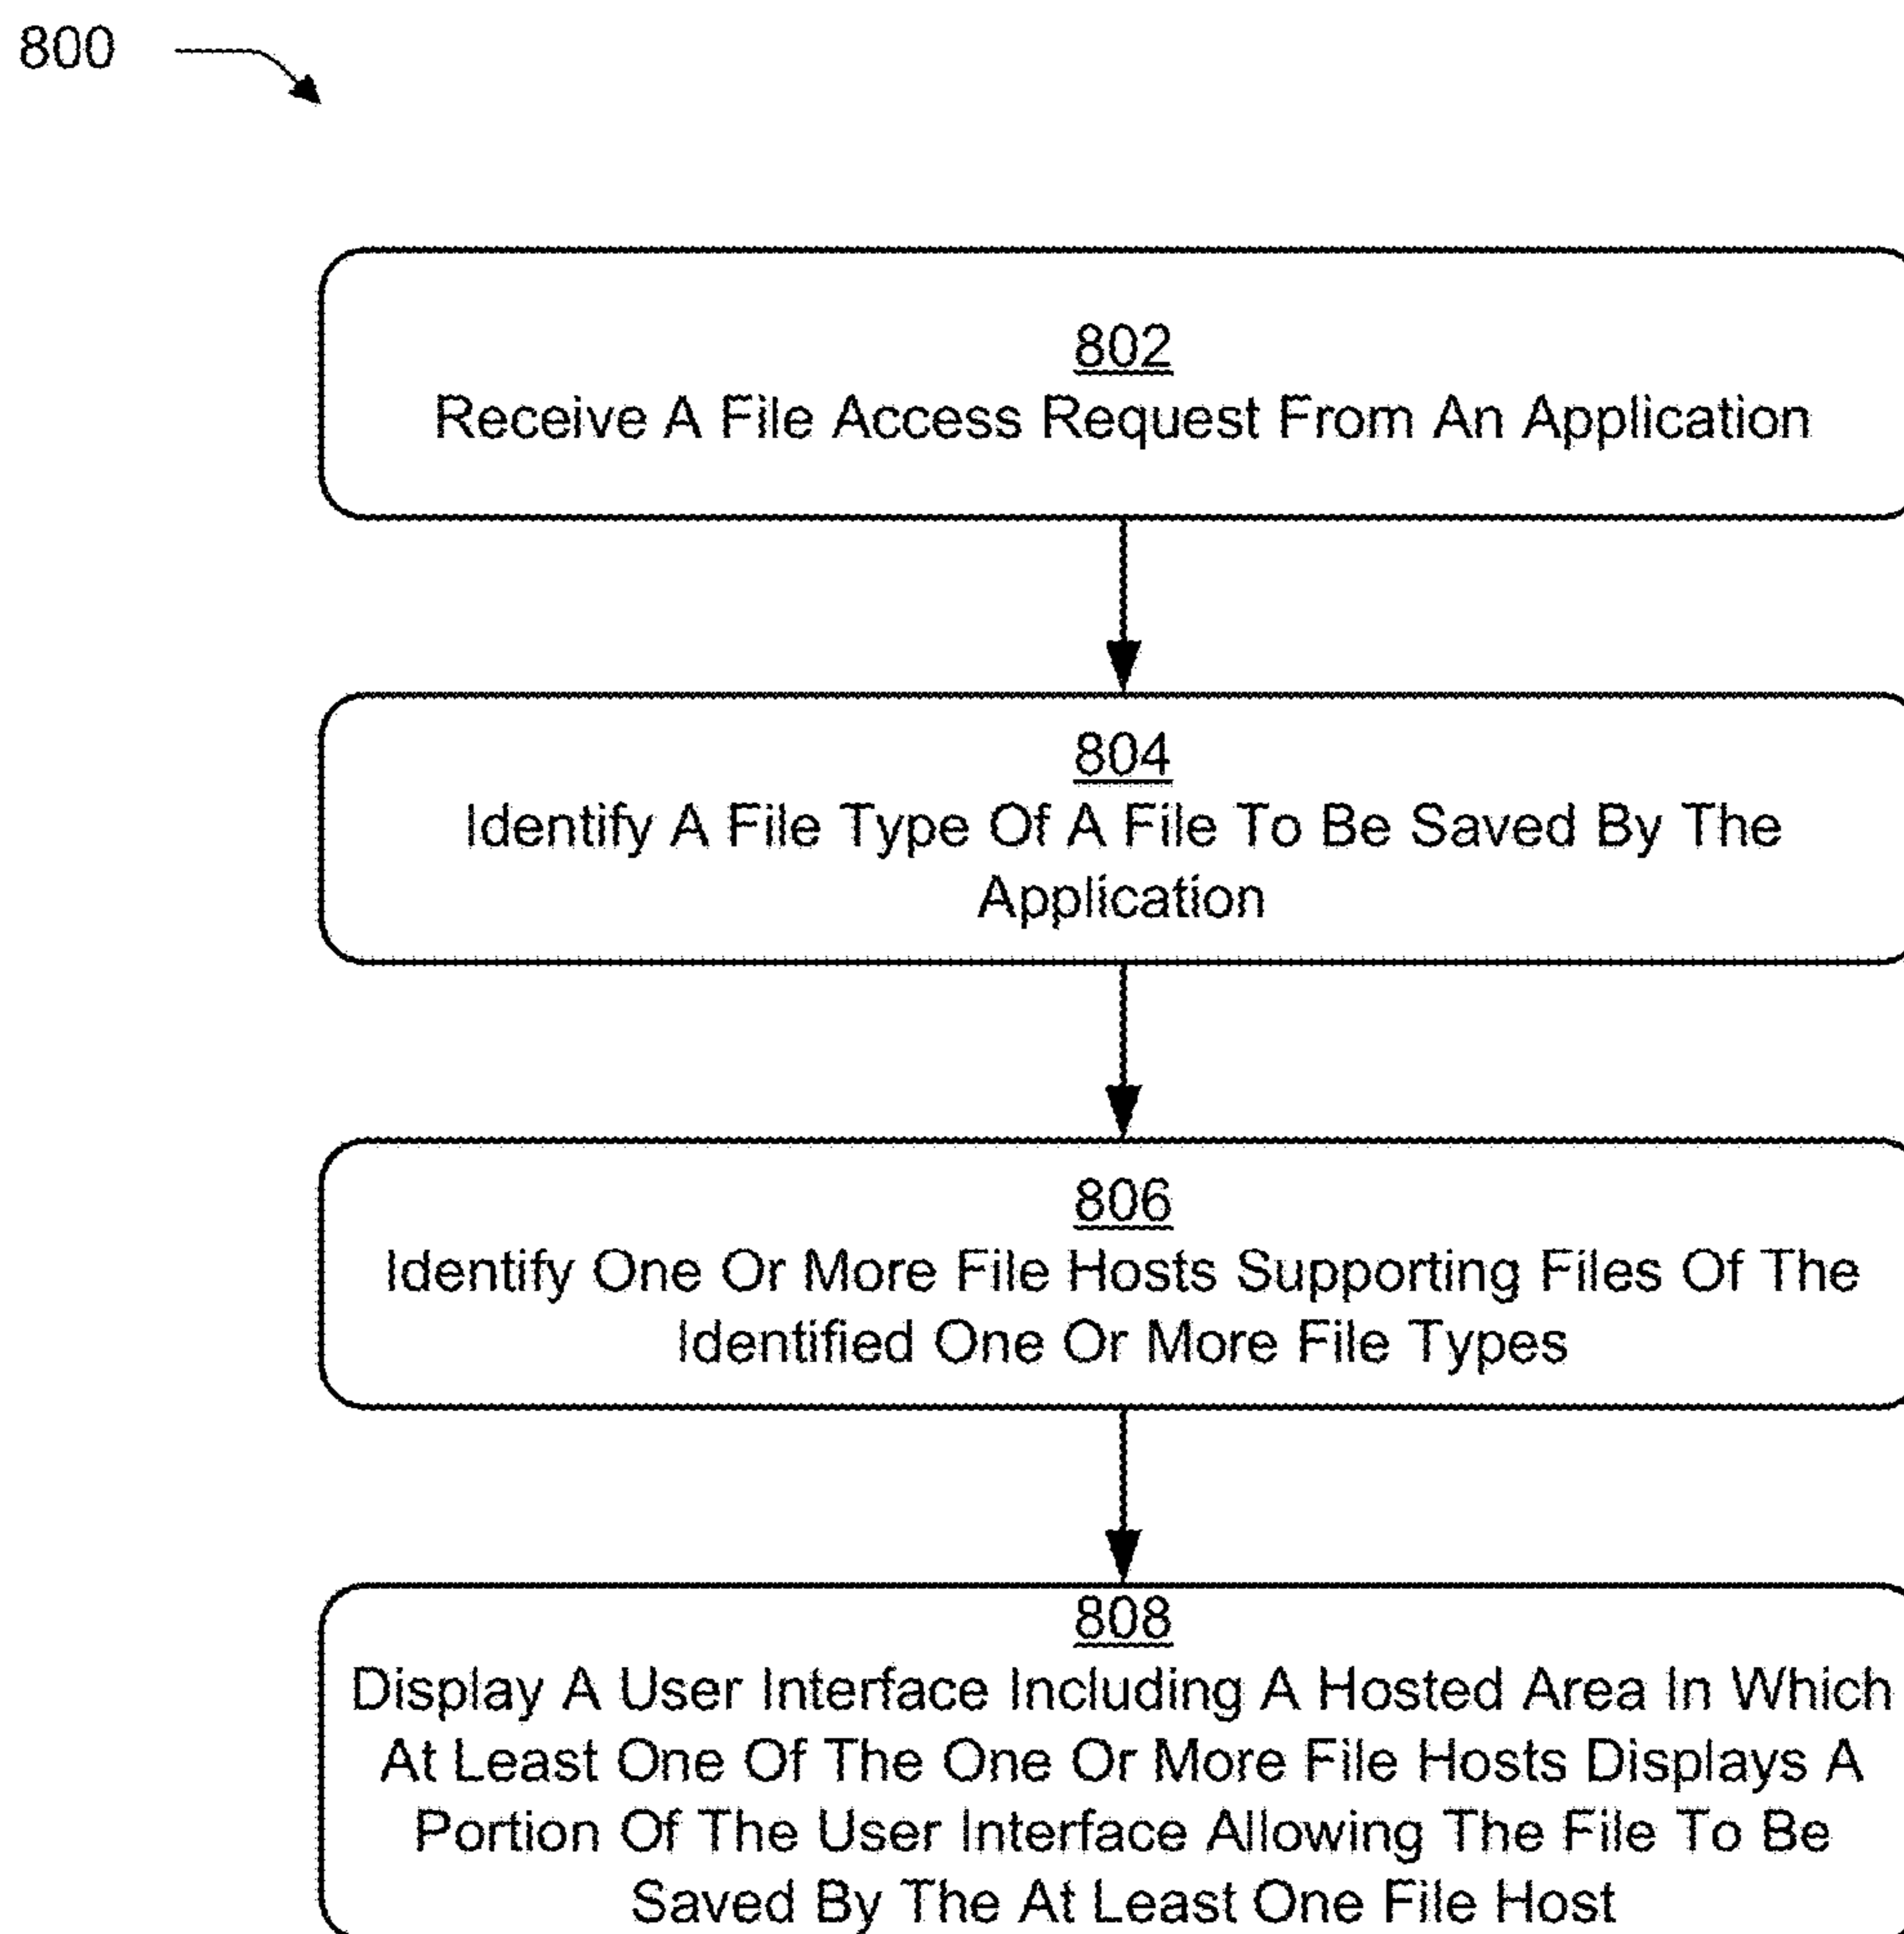 800
802
Receive A File Access Request From An Application
804
Identify A File Type Of A File To Be Saved By The
Application
806
Identify One Or More File Hosts Supporting Files Of The
Identified One Or More File Types
808
Display A User Interface Including A Hosted Area In Which
At Least One Of The One Or More File Hosts Displays A
Portion Of The User Interface Allowing The File To Be
Saved By The At Least One File Host